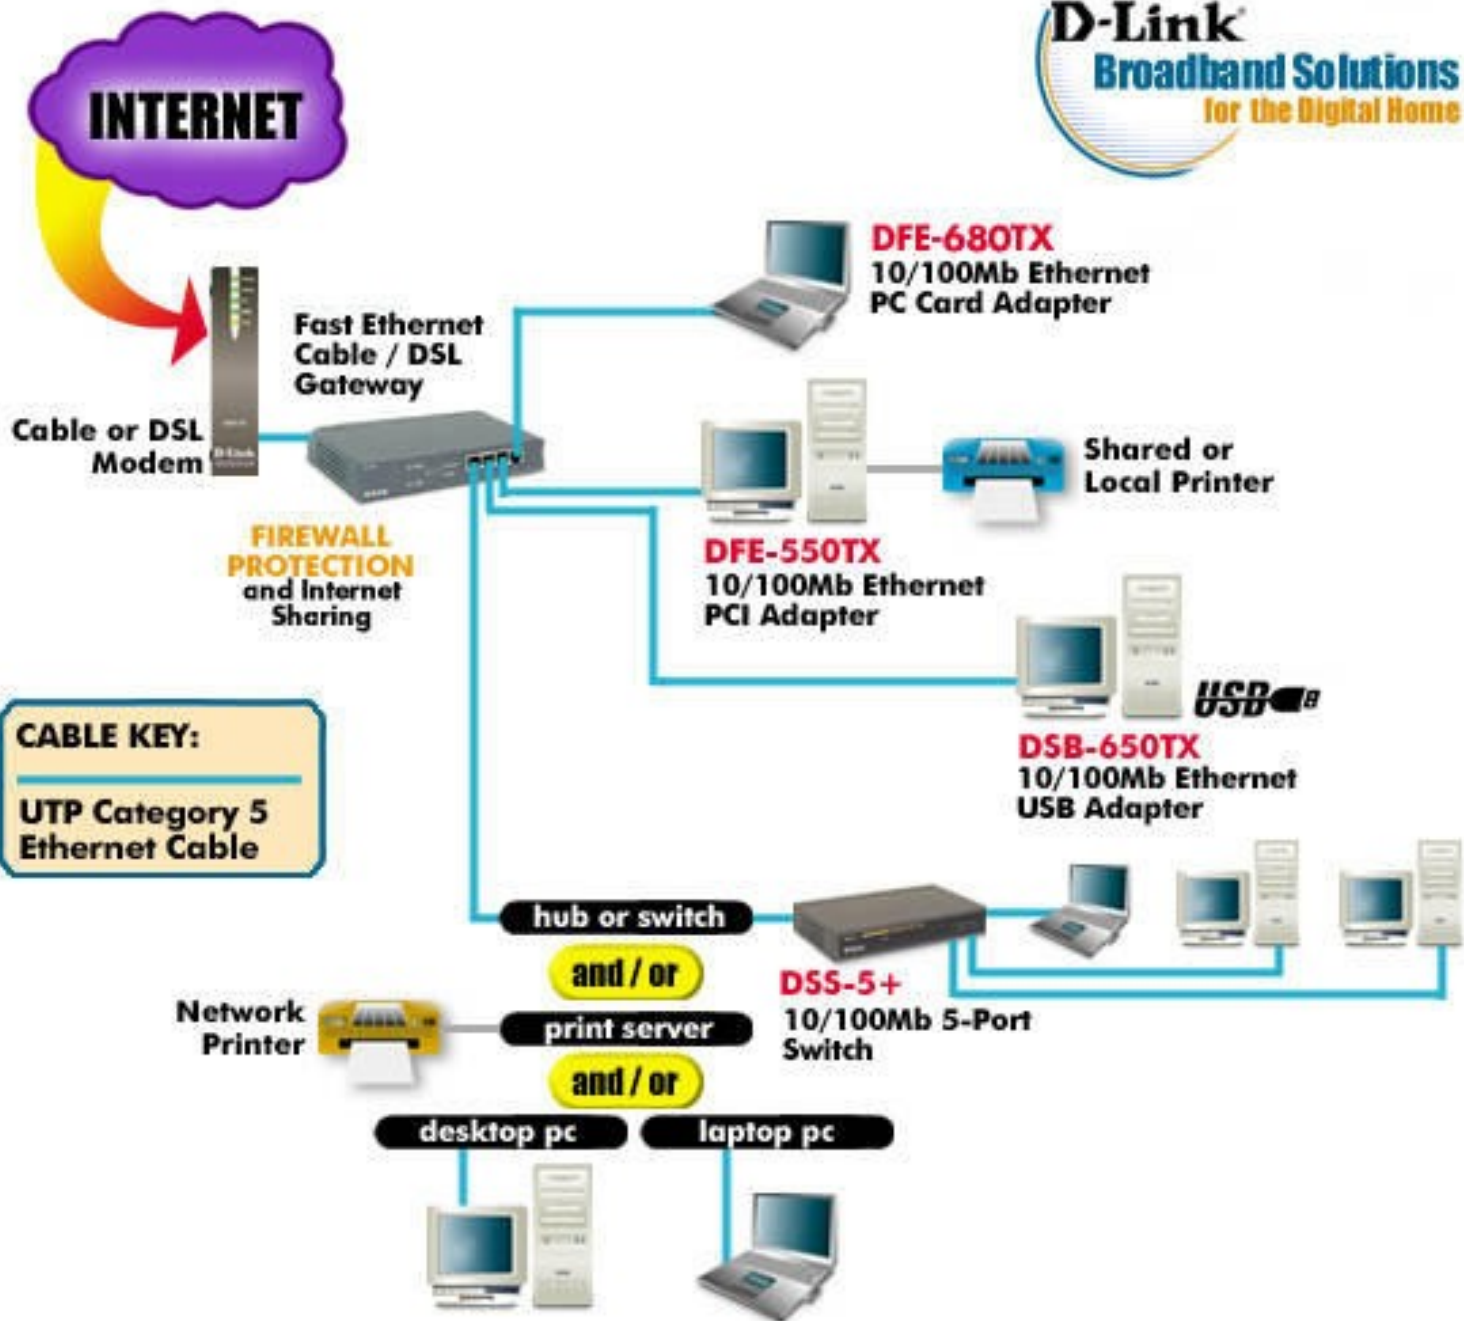 INTERNET
D-Link
Broadband Solutions
for the Digital Home
DFE-680TX
10/100Mb Ethernet
PC Card Adapter
Fast Ethernet
Cable / DSL
Gateway
Cable or DSL
Modem
D-Link
Shared or
Local Printer
FIREWALL
PROTECTION
and Internet
Sharing
DFE-550TX
10/100Mb Ethernet
PCI Adapter
USB
DSB-650TX
10/100Mb Ethernet
USB Adapter
CABLE KEY:
UTP Category 5
Ethernet Cable
hub or switch
and / or
DSS-5+
10/100Mb 5-Port
Switch
Network
Printer
print server
and / or
desktop pc
laptop pc